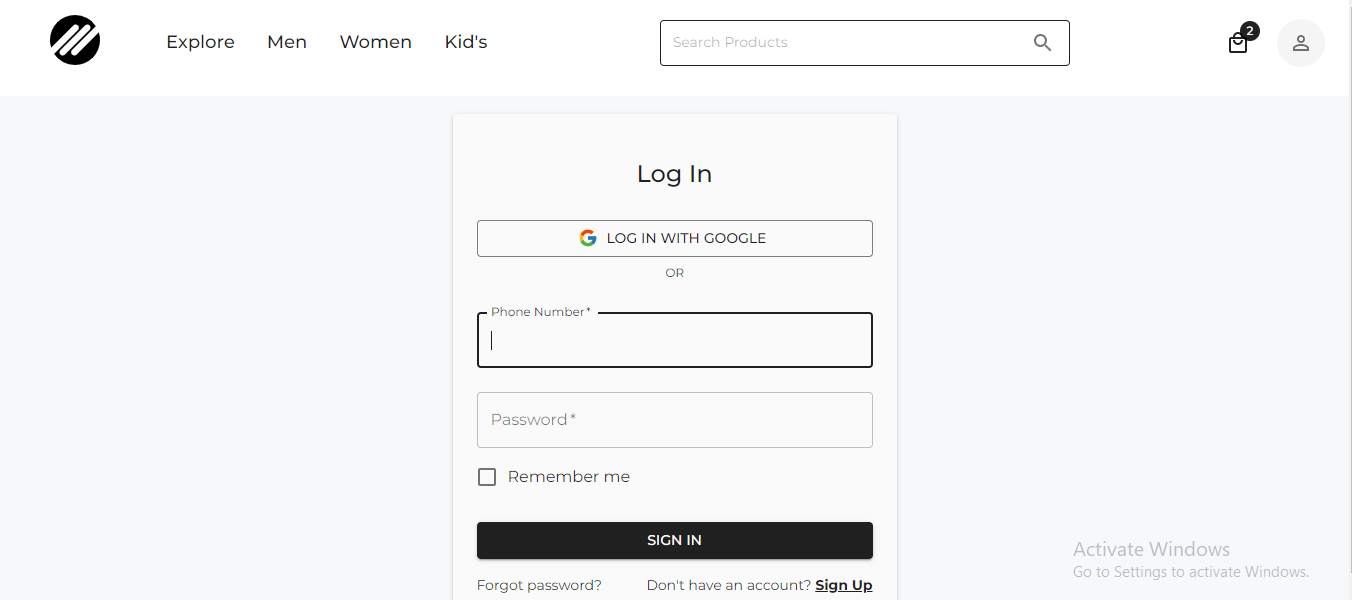 Explore Men Women Kid's Search Products 2
Log In
LOG IN WITH GOOGLE
OR
Phone Number*
Password*
Remember me
SIGN IN
Forgot password? Don't have an account? Sign Up
Activate Windows
Go to Settings to activate Windows.